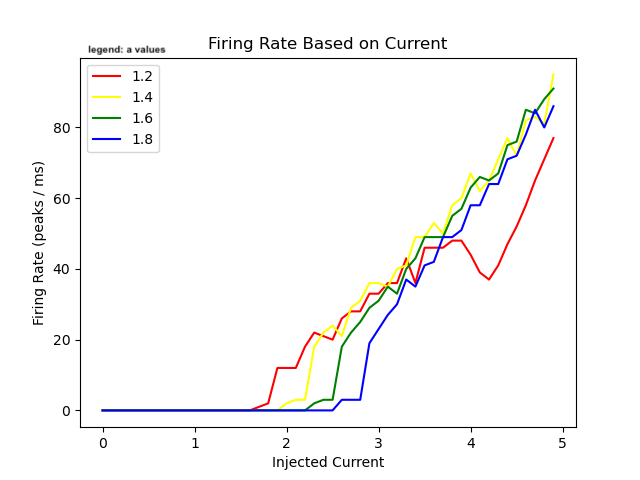 Firing Rate Based on Current
legend: a values
1.2
1.4
1.6
1.8
Firing Rate (peaks / ms)
80
60
40
20
0
0 1 2 3 4 5
Injected Current